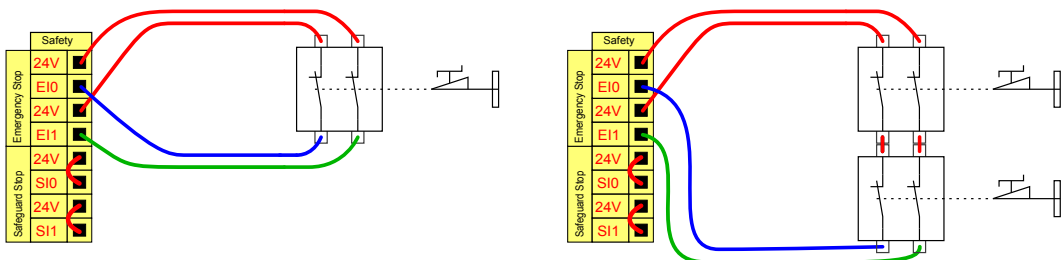 Safety
Emergency Stop
24V
EI0
24V
EI1
Safeguard Stop
24V
SI0
24V
SI1
Safety
Emergency Stop
24V
EI0
24V
EI1
Safeguard Stop
24V
SI0
24V
SI1